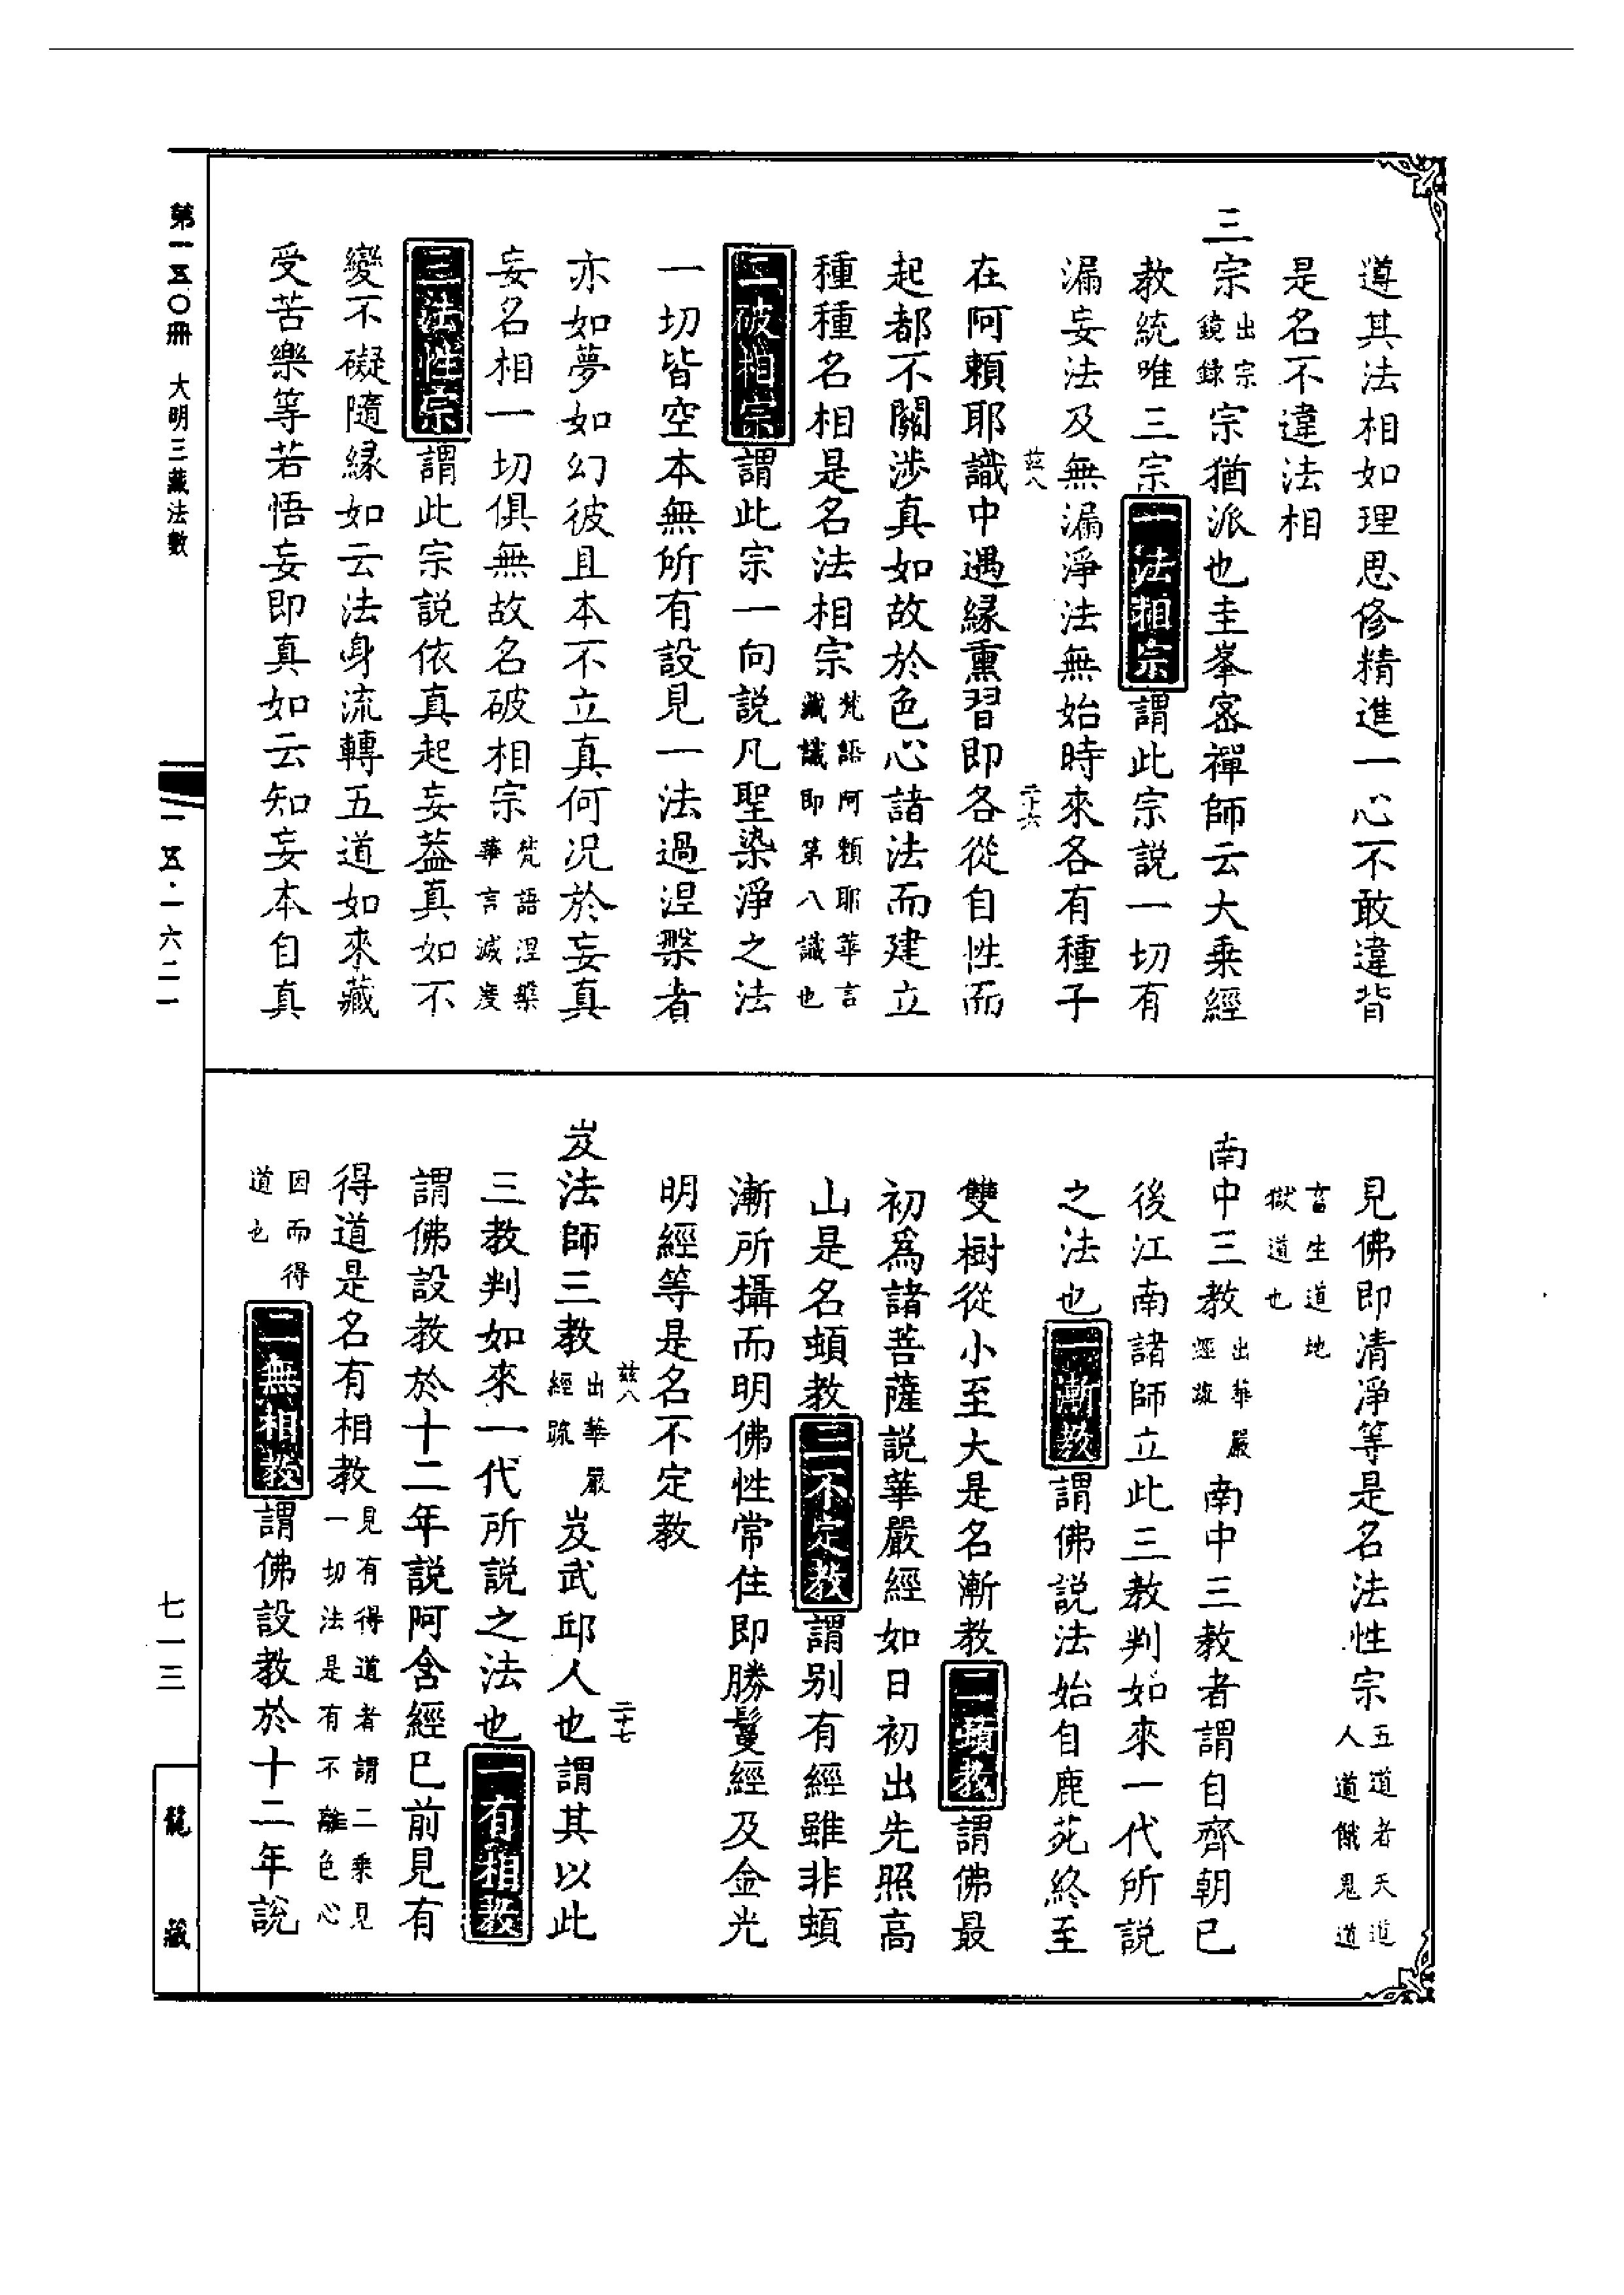 遵其法相如理思修精進一心不敢違背
是名不違法相
三宗出宗鏡錄宗猶派也圭峯密禪師云大乘經
教統唯三宗一法相宗謂此宗説一切有
漏妄法及無漏淨法無始時來各有種子
茲八
二十六
在阿賴耶識中遇緣熏習即各從自性而
起都不關涉真如故於色心諸法而建立
種種名相是名法相宗梵語阿賴耶華言藏識即第八識也
二破相宗謂此宗一向説凡聖染淨之法
一切皆空本無所有設見一法過涅槃者
亦如夢如幻彼且本不立真何况於妄真
妄名相一切俱無故名破相宗梵語涅槃華言滅度
三法性宗謂此宗説依真起妄葢真如不
變不礙隨緣如云法身流轉五道如來藏
受苦樂等若悟妄即真如云知妄本自真
見佛即清淨等是名法性宗五道者天道人道餓鬼道
畜生道地獄道也
南中三教出華嚴經疏南中三教者謂自齊朝已
後江南諸師立此三教判如來一代所説
之法也一漸教謂佛説法始自鹿苑終至
雙樹從小至大是名漸教二頓教謂佛最
初爲諸菩薩説華嚴經如日初出先照高
山是名頓教三不定教謂别有經雖非頓
漸所攝而明佛性常住即勝鬘經及金光
明經等是名不定教
茲八
二十七
岌法師三教出華嚴經疏岌武邱人也謂其以此
三教判如來一代所説之法也一有相教
謂佛設教於十二年説阿含經已前見有
得道是名有相教見有得道者謂二乘見一切法是有不離色心
因而得道也二無相教謂佛設教於十二年説
第一五〇冊 大明三藏法數
一五·一六二一
七一三
龍藏